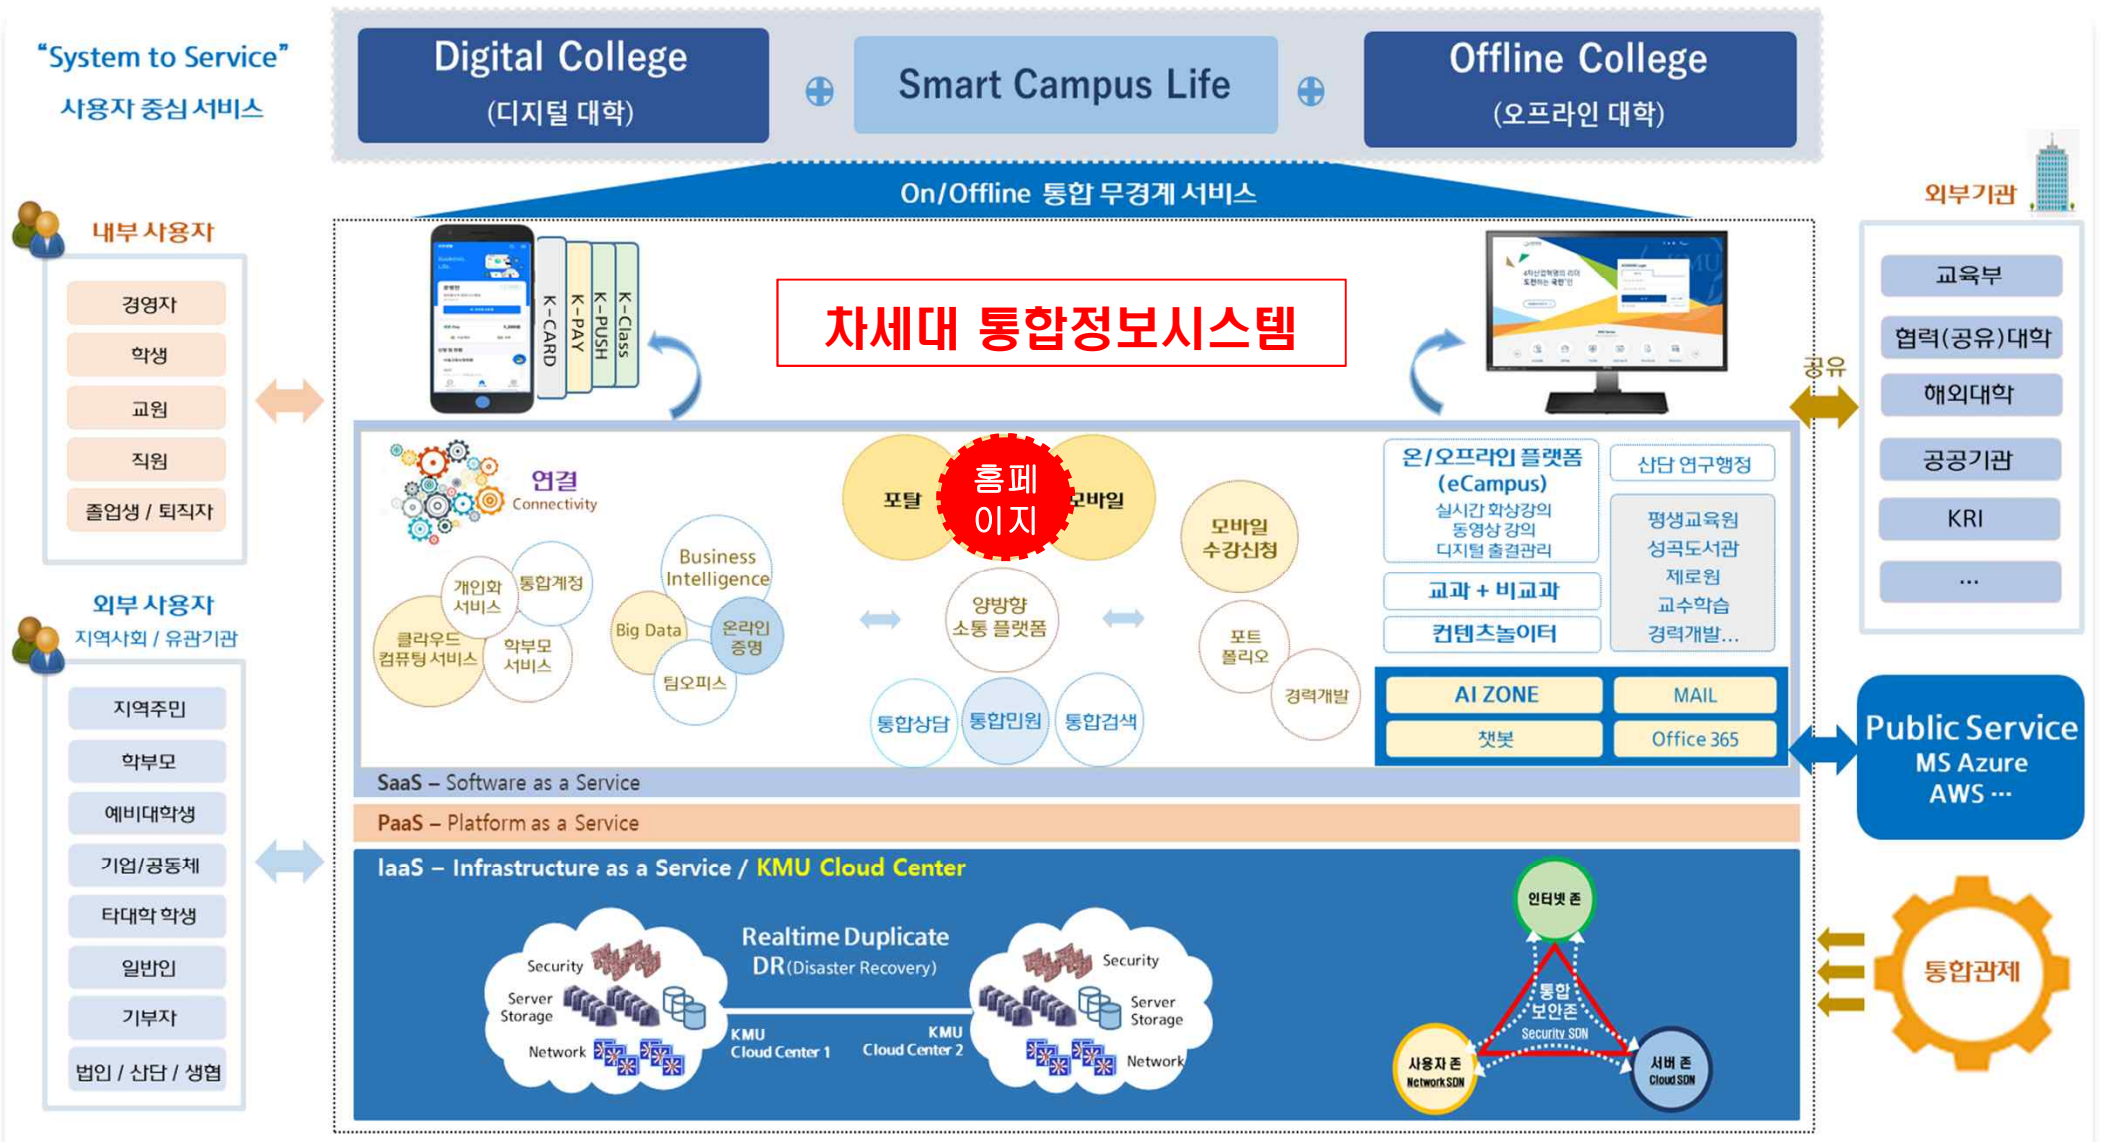 “System to Service”
사용자 중심 서비스
Digital College
(디지털 대학)
Smart Campus Life
Offline College
(오프라인 대학)
On/Offline 통합 무경계 서비스
내부 사용자
경영자
학생
교원
직원
졸업생 / 퇴직자
외부 사용자
지역사회 / 유관기관
지역주민
학부모
예비대학생
기업/공동체
타대학 학생
일반인
기부자
법인 / 산단 / 생협
K-CARD
K-PAY
K-PUSH
K-Class
차세대 통합정보시스템
4차산업혁명의 리더
도전하는 국민*인
KMU
연결
Connectivity
개인화
서비스
통합계정
클라우드
컴퓨팅 서비스
학부모
서비스
Business
Intelligence
Big Data
온라인
증명
팀오피스
포탈
홈페
이지
모바일
양방향
소통 플랫폼
통합상담
통합민원
통합검색
모바일
수강신청
포트
폴리오
경력개발
온/오프라인 플랫폼
(eCampus)
실시간 화상강의
동영상 강의
디지털 출결관리
교과 + 비교과
컨텐츠놀이터
산단 연구행정
평생교육원
성곡도서관
제로원
교수학습
경력개발...
AI ZONE
MAIL
챗봇
Office 365
SaaS – Software as a Service
PaaS – Platform as a Service
IaaS – Infrastructure as a Service / KMU Cloud Center
Security
Server
Storage
Network
Realtime Duplicate
DR(Disaster Recovery)
KMU
Cloud Center 1
KMU
Cloud Center 2
Security
Server
Storage
Network
인터넷 존
통합
보안존
Security SDN
사용자 존
Network SDN
서버 존
Cloud SDN
외부기관
교육부
협력(공유)대학
해외대학
공공기관
KRI
...
공유
Public Service
MS Azure
AWS ...
통합관제